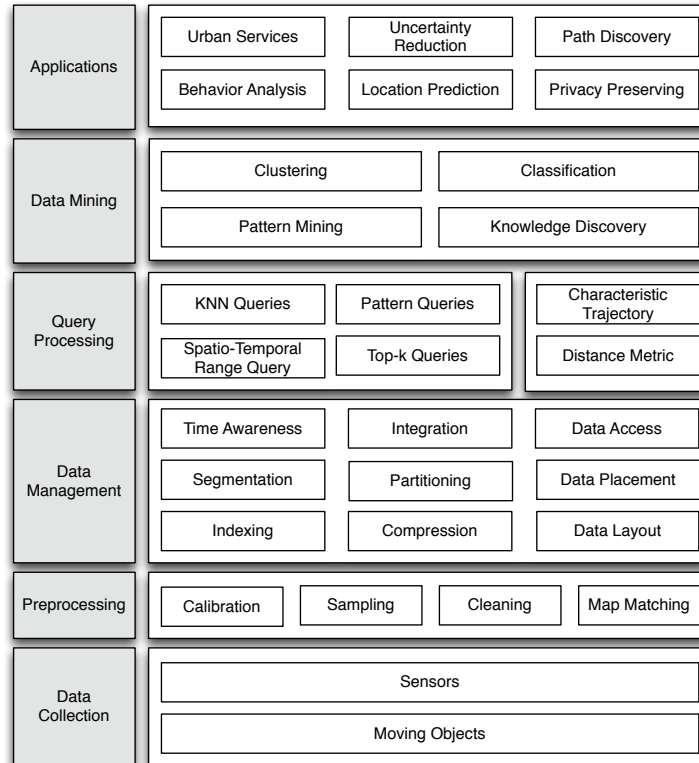 Applications
Urban Services
Uncertainty
Reduction
Path Discovery
Behavior Analysis
Location Prediction
Privacy Preserving
Data Mining
Clustering
Classification
Pattern Mining
Knowledge Discovery
Query
Processing
KNN Queries
Pattern Queries
Spatio-Temporal
Range Query
Top-k Queries
Characteristic
Trajectory
Distance Metric
Data
Management
Time Awareness
Integration
Data Access
Segmentation
Partitioning
Data Placement
Indexing
Compression
Data Layout
Preprocessing
Calibration
Sampling
Cleaning
Map Matching
Data
Collection
Sensors
Moving Objects